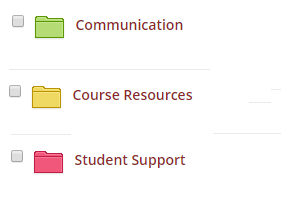 Communication
Course Resources
Student Support